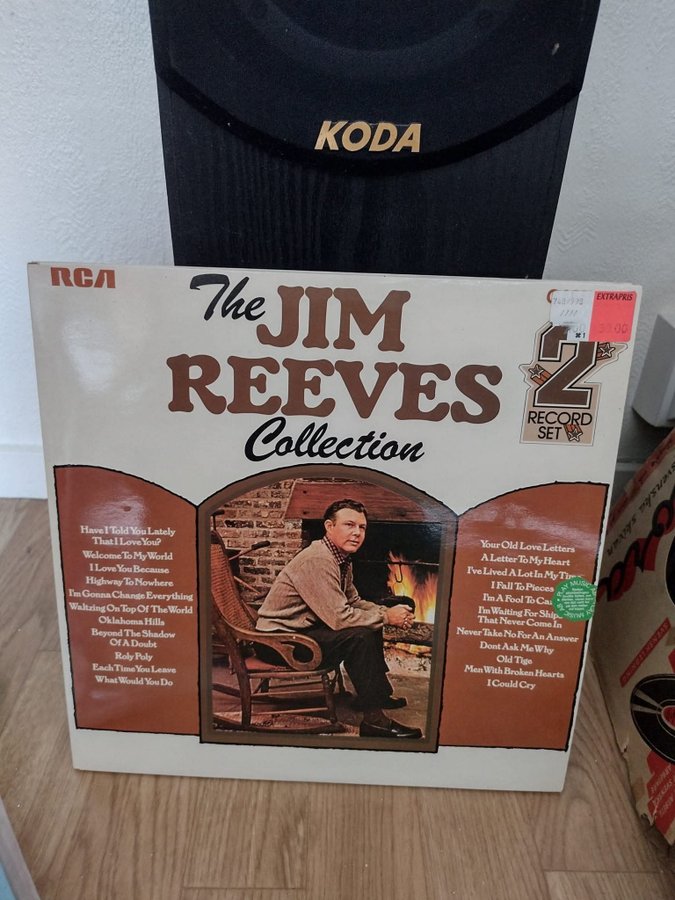 KODA
RCA
The JIM
REEVES
Collection
EXTRAPRIS
2
RECORD
SET
Have I Told You Lately
That I Love You?
Welcome To My World
I Love You Because
Highway To Nowhere
I'm Gonna Change Everything
Waltzing On Top Of The World
Oklahoma Hills
Beyond The Shadow
Of A Doubt
Roly Poly
Each Time You Leave
What Would You Do
Your Old Love Letters
A Letter To My Heart
I've Lived A Lot In My Time
I Fall To Pieces
I'm A Fool To Ca
I'm Waiting For Ship
That Never Come In
Never Take No For An Answer
Dont Ask Me Why
Old Tige
Men With Broken Hearts
I Could Cry